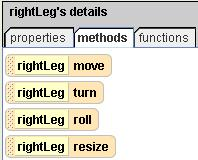 rightLeg's details
properties methods functions
rightLeg move
rightLeg turn
rightLeg roll
rightLeg resize